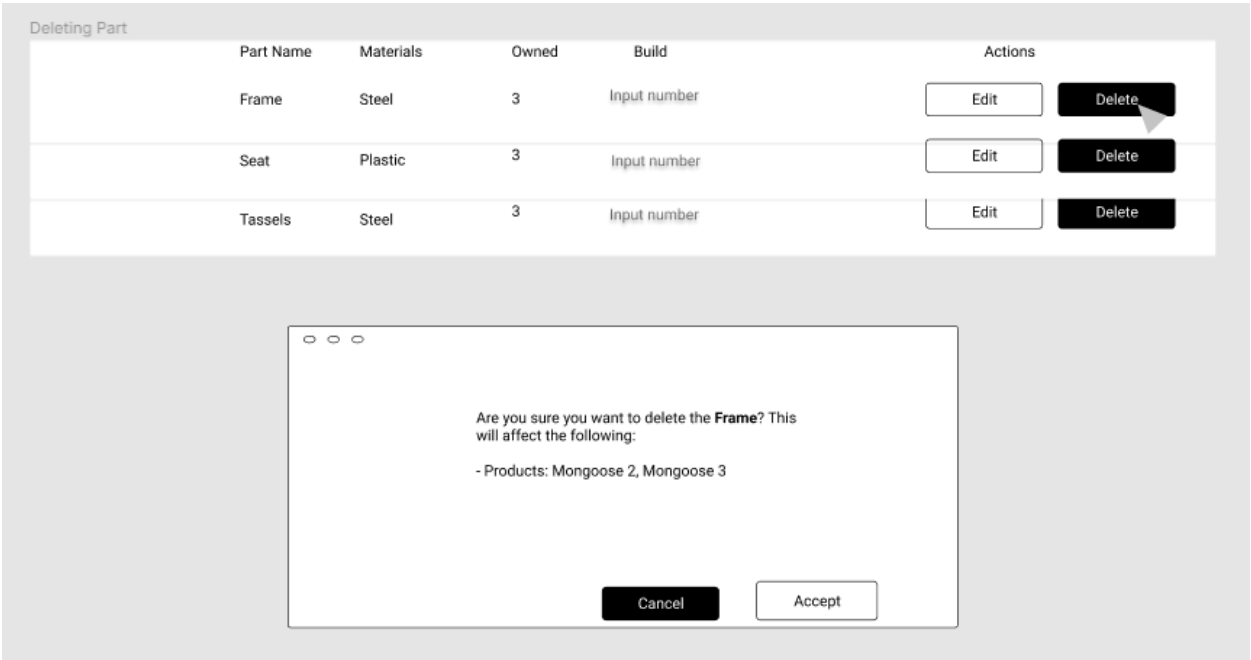 Deleting Part
Part Name Materials Owned Build Actions
Frame Steel 3 Input number Edit Delete
Seat Plastic 3 Input number Edit Delete
Tassels Steel 3 Input number Edit Delete
Are you sure you want to delete the Frame? This
will affect the following:
- Products: Mongoose 2, Mongoose 3
Cancel Accept